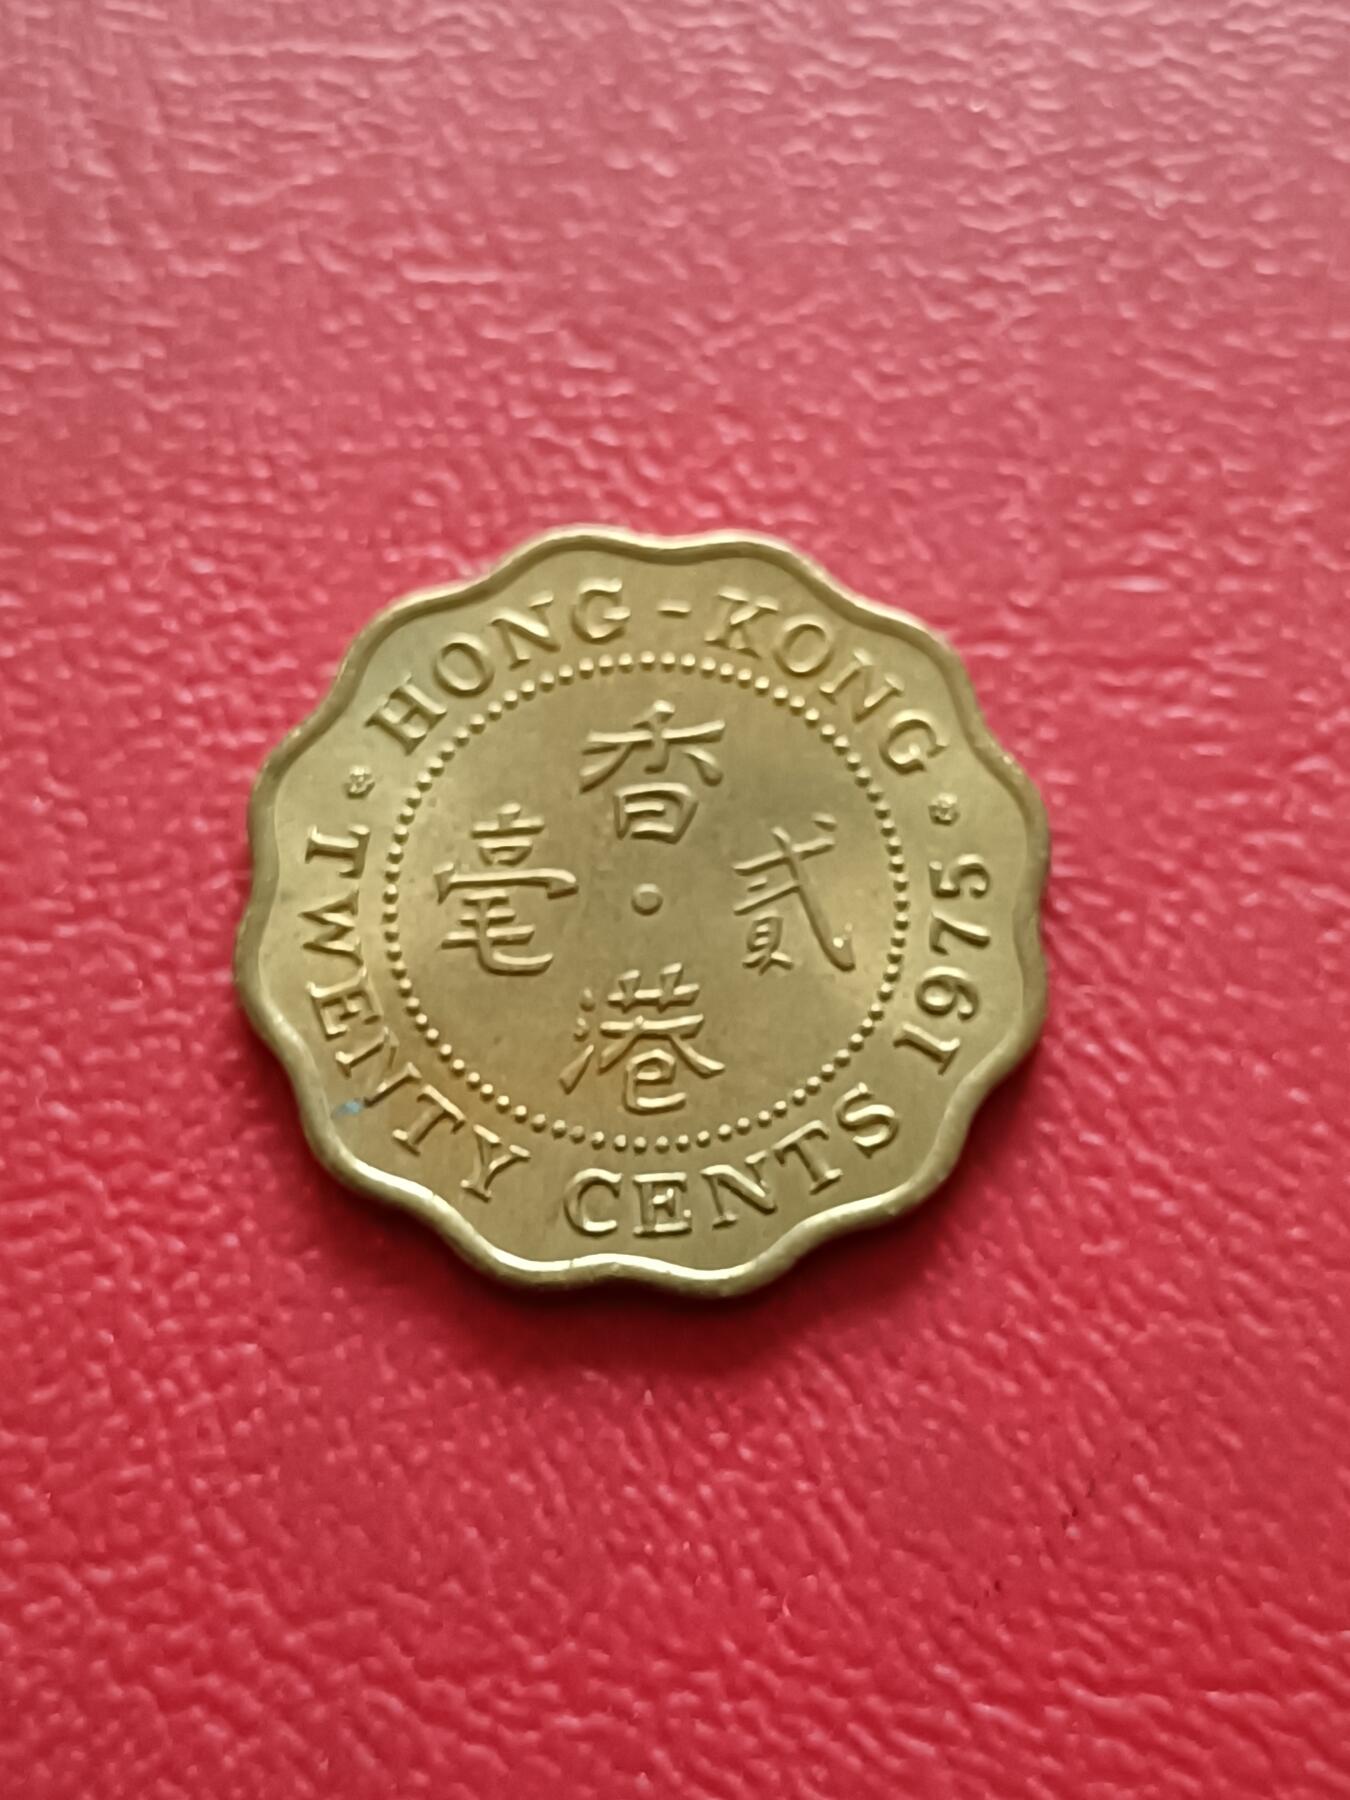 HONG-KONG
香
貳
毫
港
TWENTY CENTS 1975